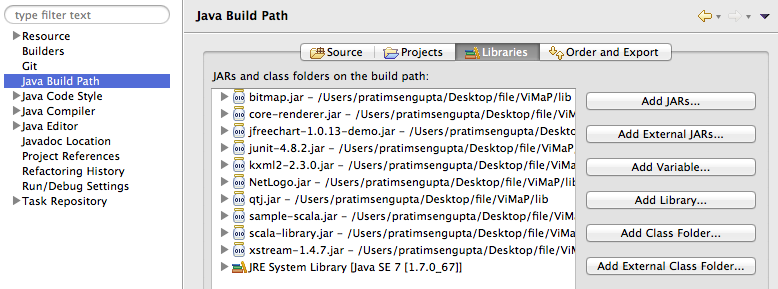 type filter text
Resource
Builders
Git
Java Build Path
Java Code Style
Java Compiler
Java Editor
Javadoc Location
Project References
Refactoring History
Run/Debug Settings
Task Repository
Java Build Path
Source
Projects
Libraries
Order and Export
JARs and class folders on the build path:
bitmap.jar – /Users/pratimsengupta/Desktop/file/ViMaP/lib
core-renderer.jar – /Users/pratimsengupta/Desktop/file/
jfreechart-1.0.13-demo.jar – /Users/pratimsengupta/De
junit-4.8.2.jar – /Users/pratimsengupta/Desktop/file/Vi
kxml2-2.3.0.jar – /Users/pratimsengupta/Desktop/file/
NetLogo.jar – /Users/pratimsengupta/Desktop/file/ViMaP/lib
qtj.jar – /Users/pratimsengupta/Desktop/file/ViMaP/lib
sample-scala.jar – /Users/pratimsengupta/Desktop/file/
scala-library.jar – /Users/pratimsengupta/Desktop/file/
xstream-1.4.7.jar – /Users/pratimsengupta/Desktop/file
JRE System Library [Java SE 7 [1.7.0_67]]
Add JARs...
Add External JARs...
Add Variable...
Add Library...
Add Class Folder...
Add External Class Folder...